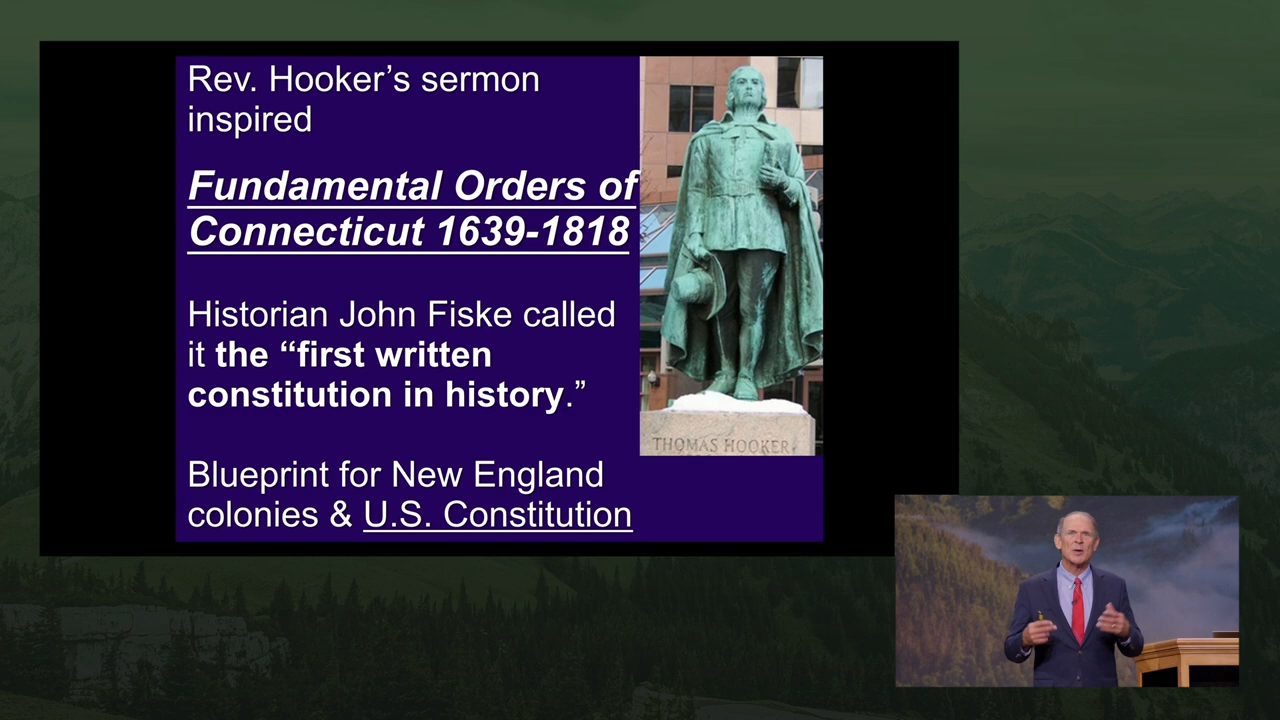 Rev. Hooker’s sermon
inspired
Fundamental Orders of
Connecticut 1639-1818
Historian John Fiske called
it the “first written
constitution in history.”
Blueprint for New England
colonies & U.S. Constitution
THOMAS HOOKER